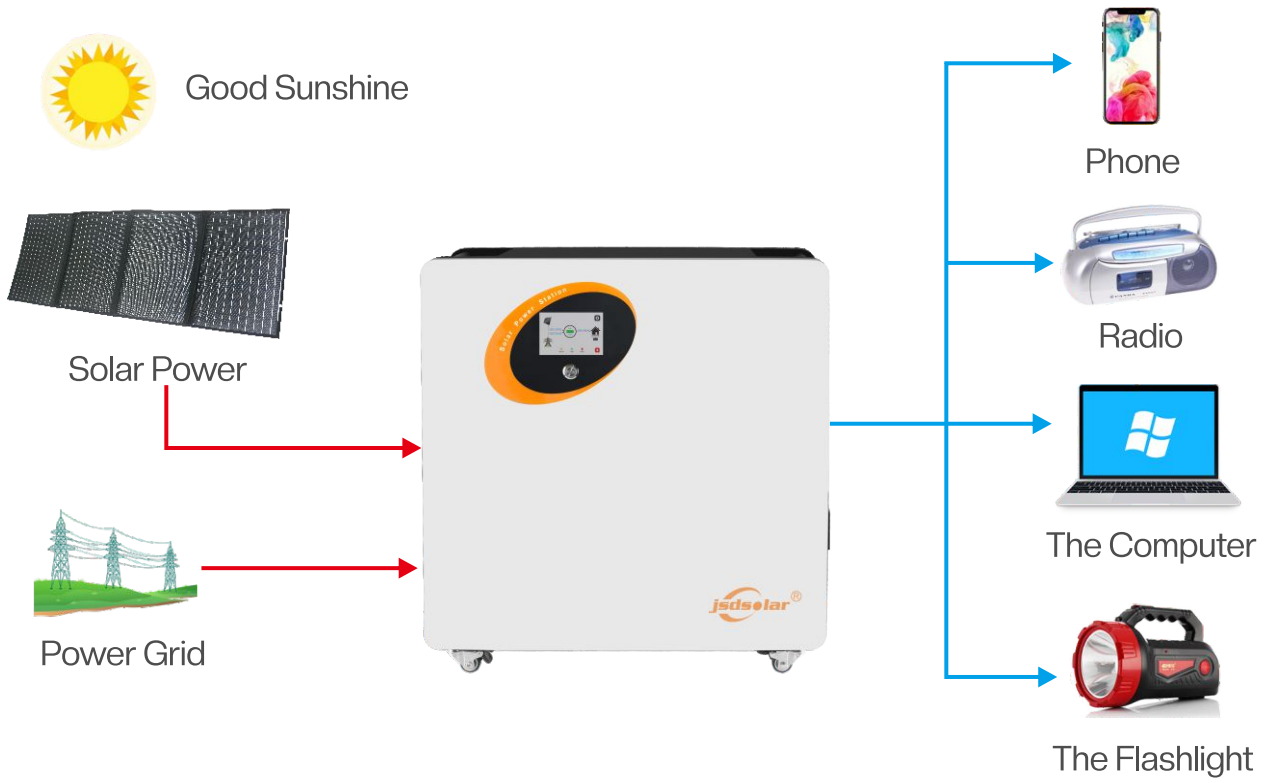 Good Sunshine
Solar Power
Power Grid
Solar Power Station
jsdsolar®
Phone
Radio
The Computer
The Flashlight